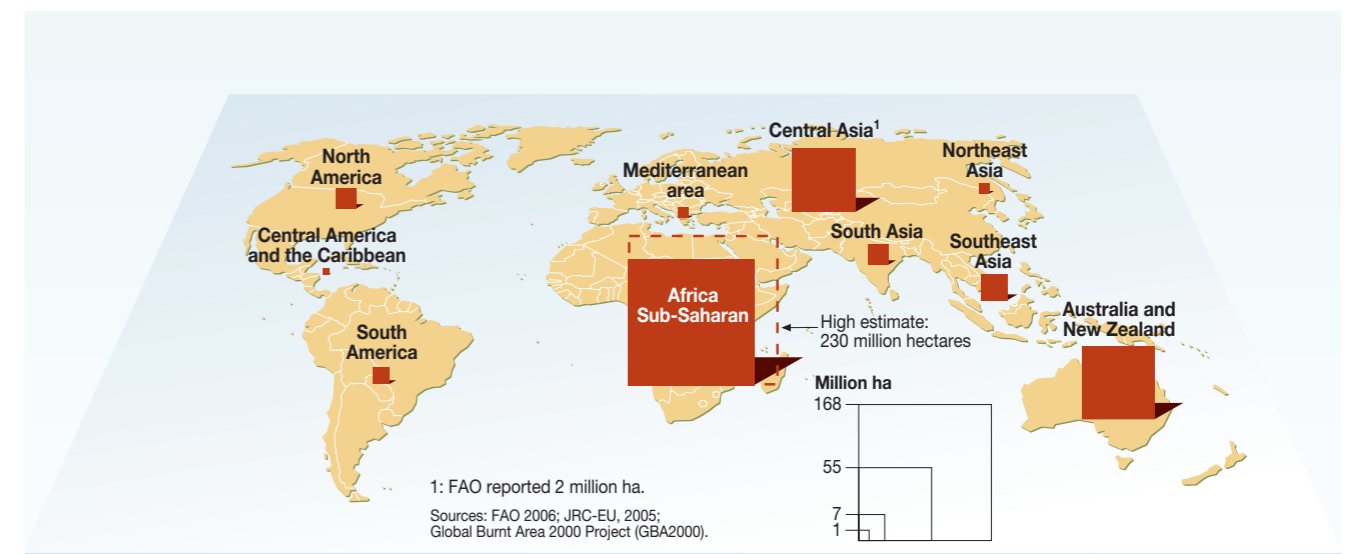 North
America
Central America
and the Caribbean
South
America
Mediterranean
area
Africa
Sub-Saharan
High estimate:
230 million hectares
Central Asia1
Northeast
Asia
South Asia
Southeast
Asia
Australia and
New Zealand
Million ha
168
55
7
1
1: FAO reported 2 million ha.
Sources: FAO 2006; JRC-EU, 2005;
Global Burnt Area 2000 Project (GBA2000).